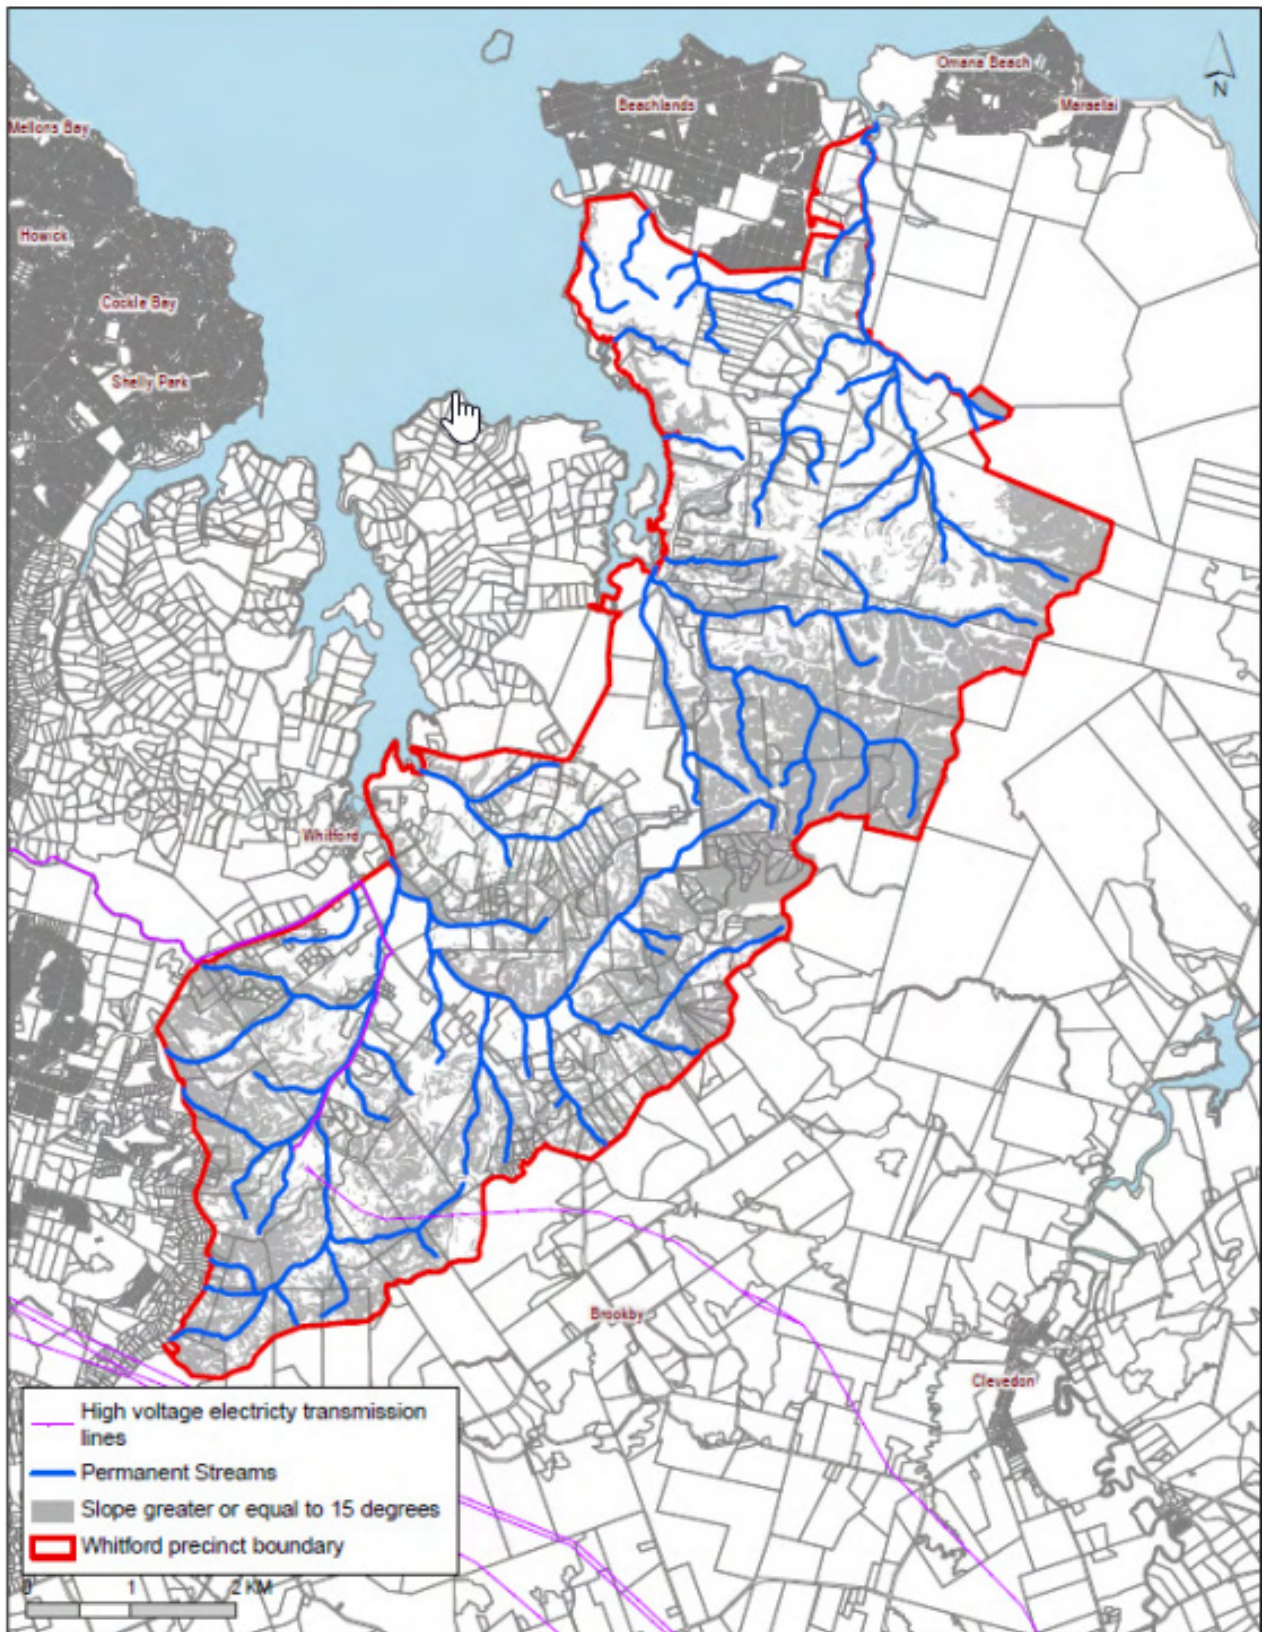 Omana Beach
N
Beachlands
Maraetai
Mellons Bay
Howick
Cockle Bay
Shelly Park
Whitford
Brookby
Clevedon
High voltage electricty transmission
lines
Permanent Streams
Slope greater or equal to 15 degrees
Whitford precinct boundary
0 1 2 KM